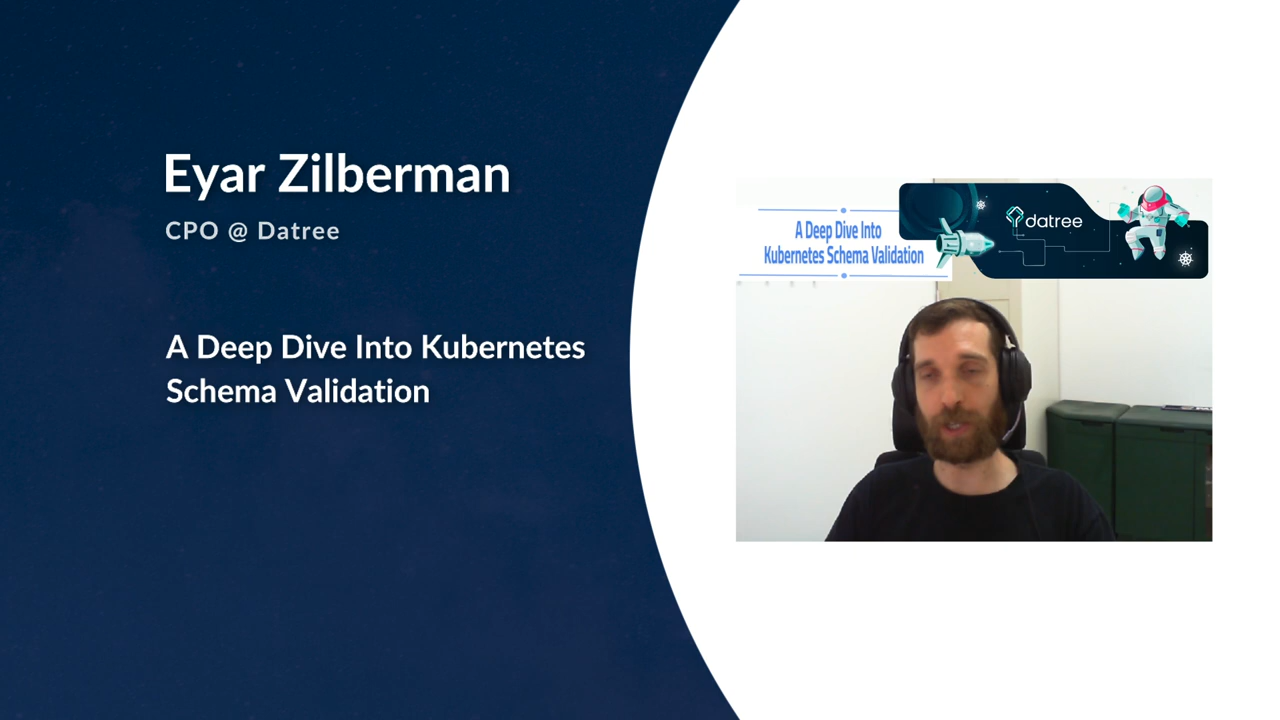 Eyar Zilberman
CPO @ Datree
A Deep Dive Into Kubernetes
Schema Validation
A Deep Dive Into
Kubernetes Schema Validation
datree